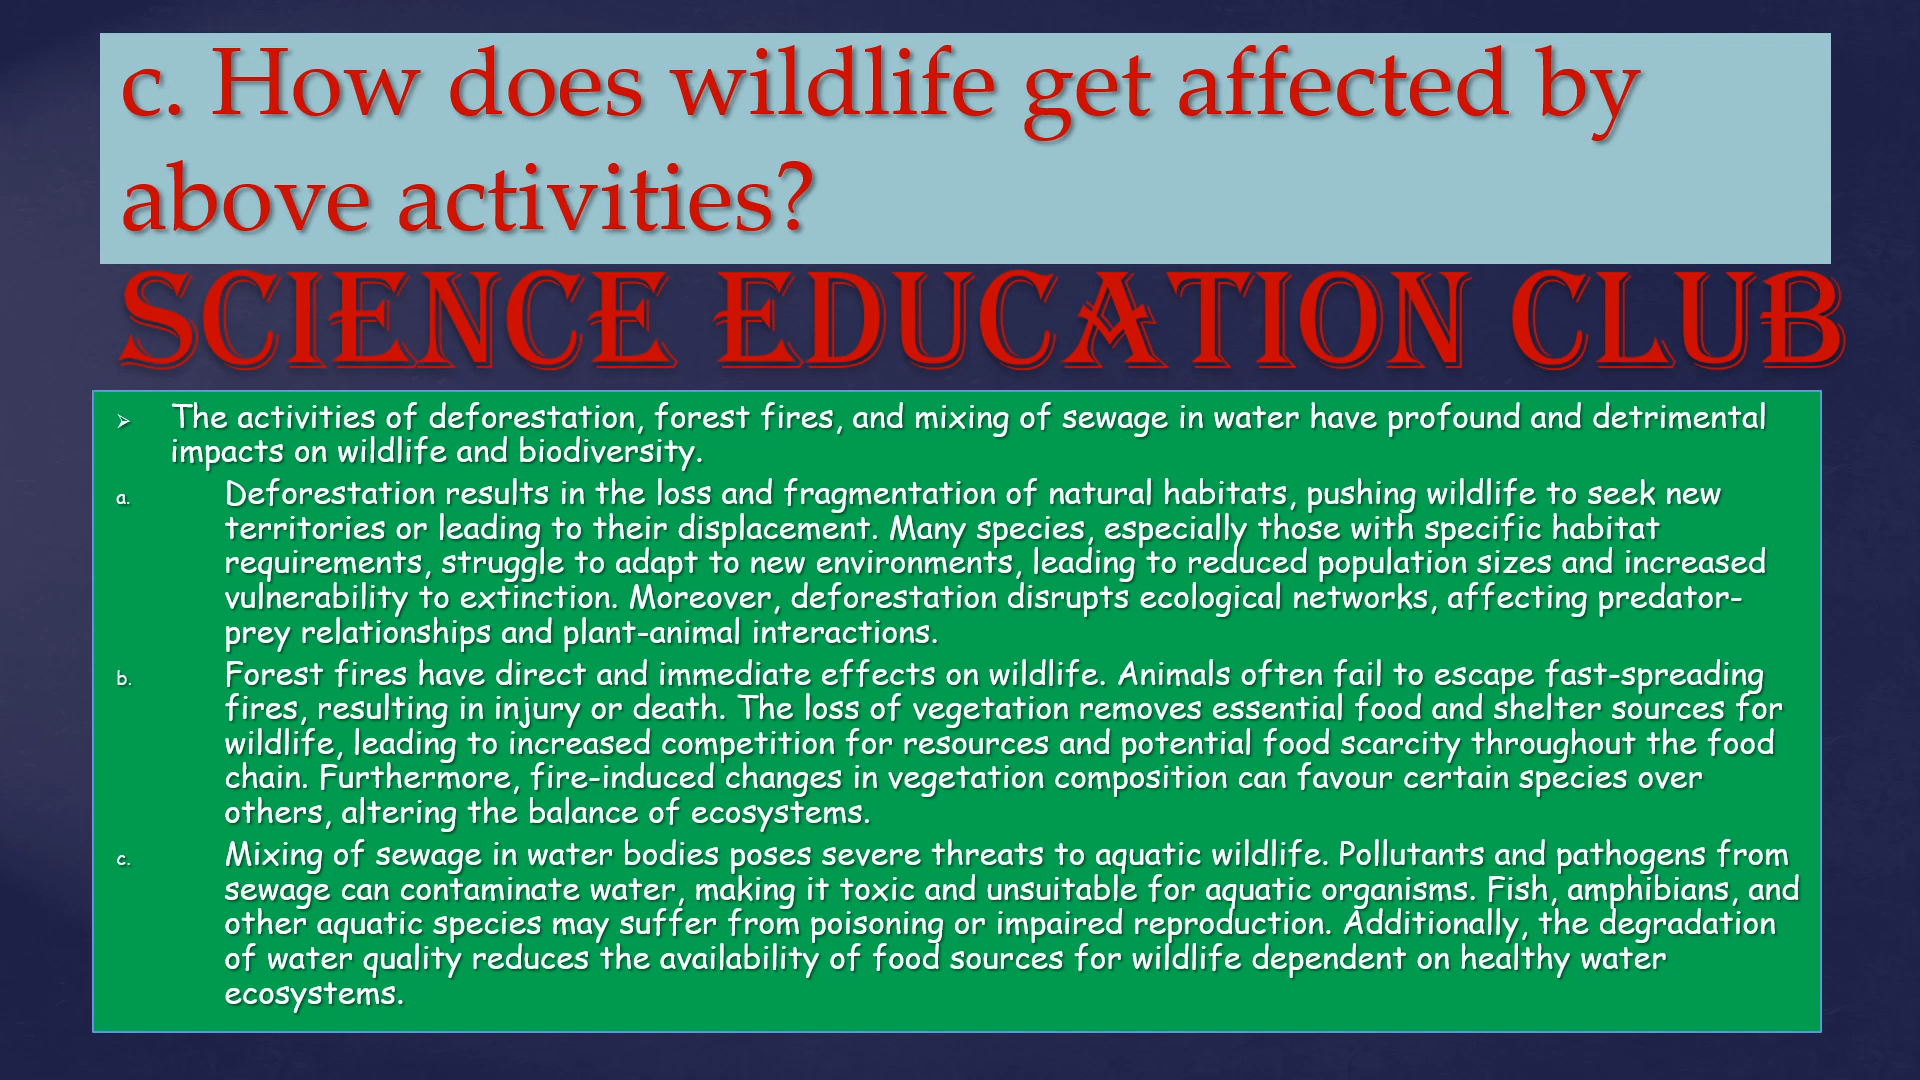 c. How does wildlife get affected by
above activities?
SCIENCE EDUCATION CLUB
➢ The activities of deforestation, forest fires, and mixing of sewage in water have profound and detrimental
impacts on wildlife and biodiversity.
a. Deforestation results in the loss and fragmentation of natural habitats, pushing wildlife to seek new
territories or leading to their displacement. Many species, especially those with specific habitat
requirements, struggle to adapt to new environments, leading to reduced population sizes and increased
vulnerability to extinction. Moreover, deforestation disrupts ecological networks, affecting predator-
prey relationships and plant-animal interactions.
b. Forest fires have direct and immediate effects on wildlife. Animals often fail to escape fast-spreading
fires, resulting in injury or death. The loss of vegetation removes essential food and shelter sources for
wildlife, leading to increased competition for resources and potential food scarcity throughout the food
chain. Furthermore, fire-induced changes in vegetation composition can favour certain species over
others, altering the balance of ecosystems.
c. Mixing of sewage in water bodies poses severe threats to aquatic wildlife. Pollutants and pathogens from
sewage can contaminate water, making it toxic and unsuitable for aquatic organisms. Fish, amphibians, and
other aquatic species may suffer from poisoning or impaired reproduction. Additionally, the degradation
of water quality reduces the availability of food sources for wildlife dependent on healthy water
ecosystems.